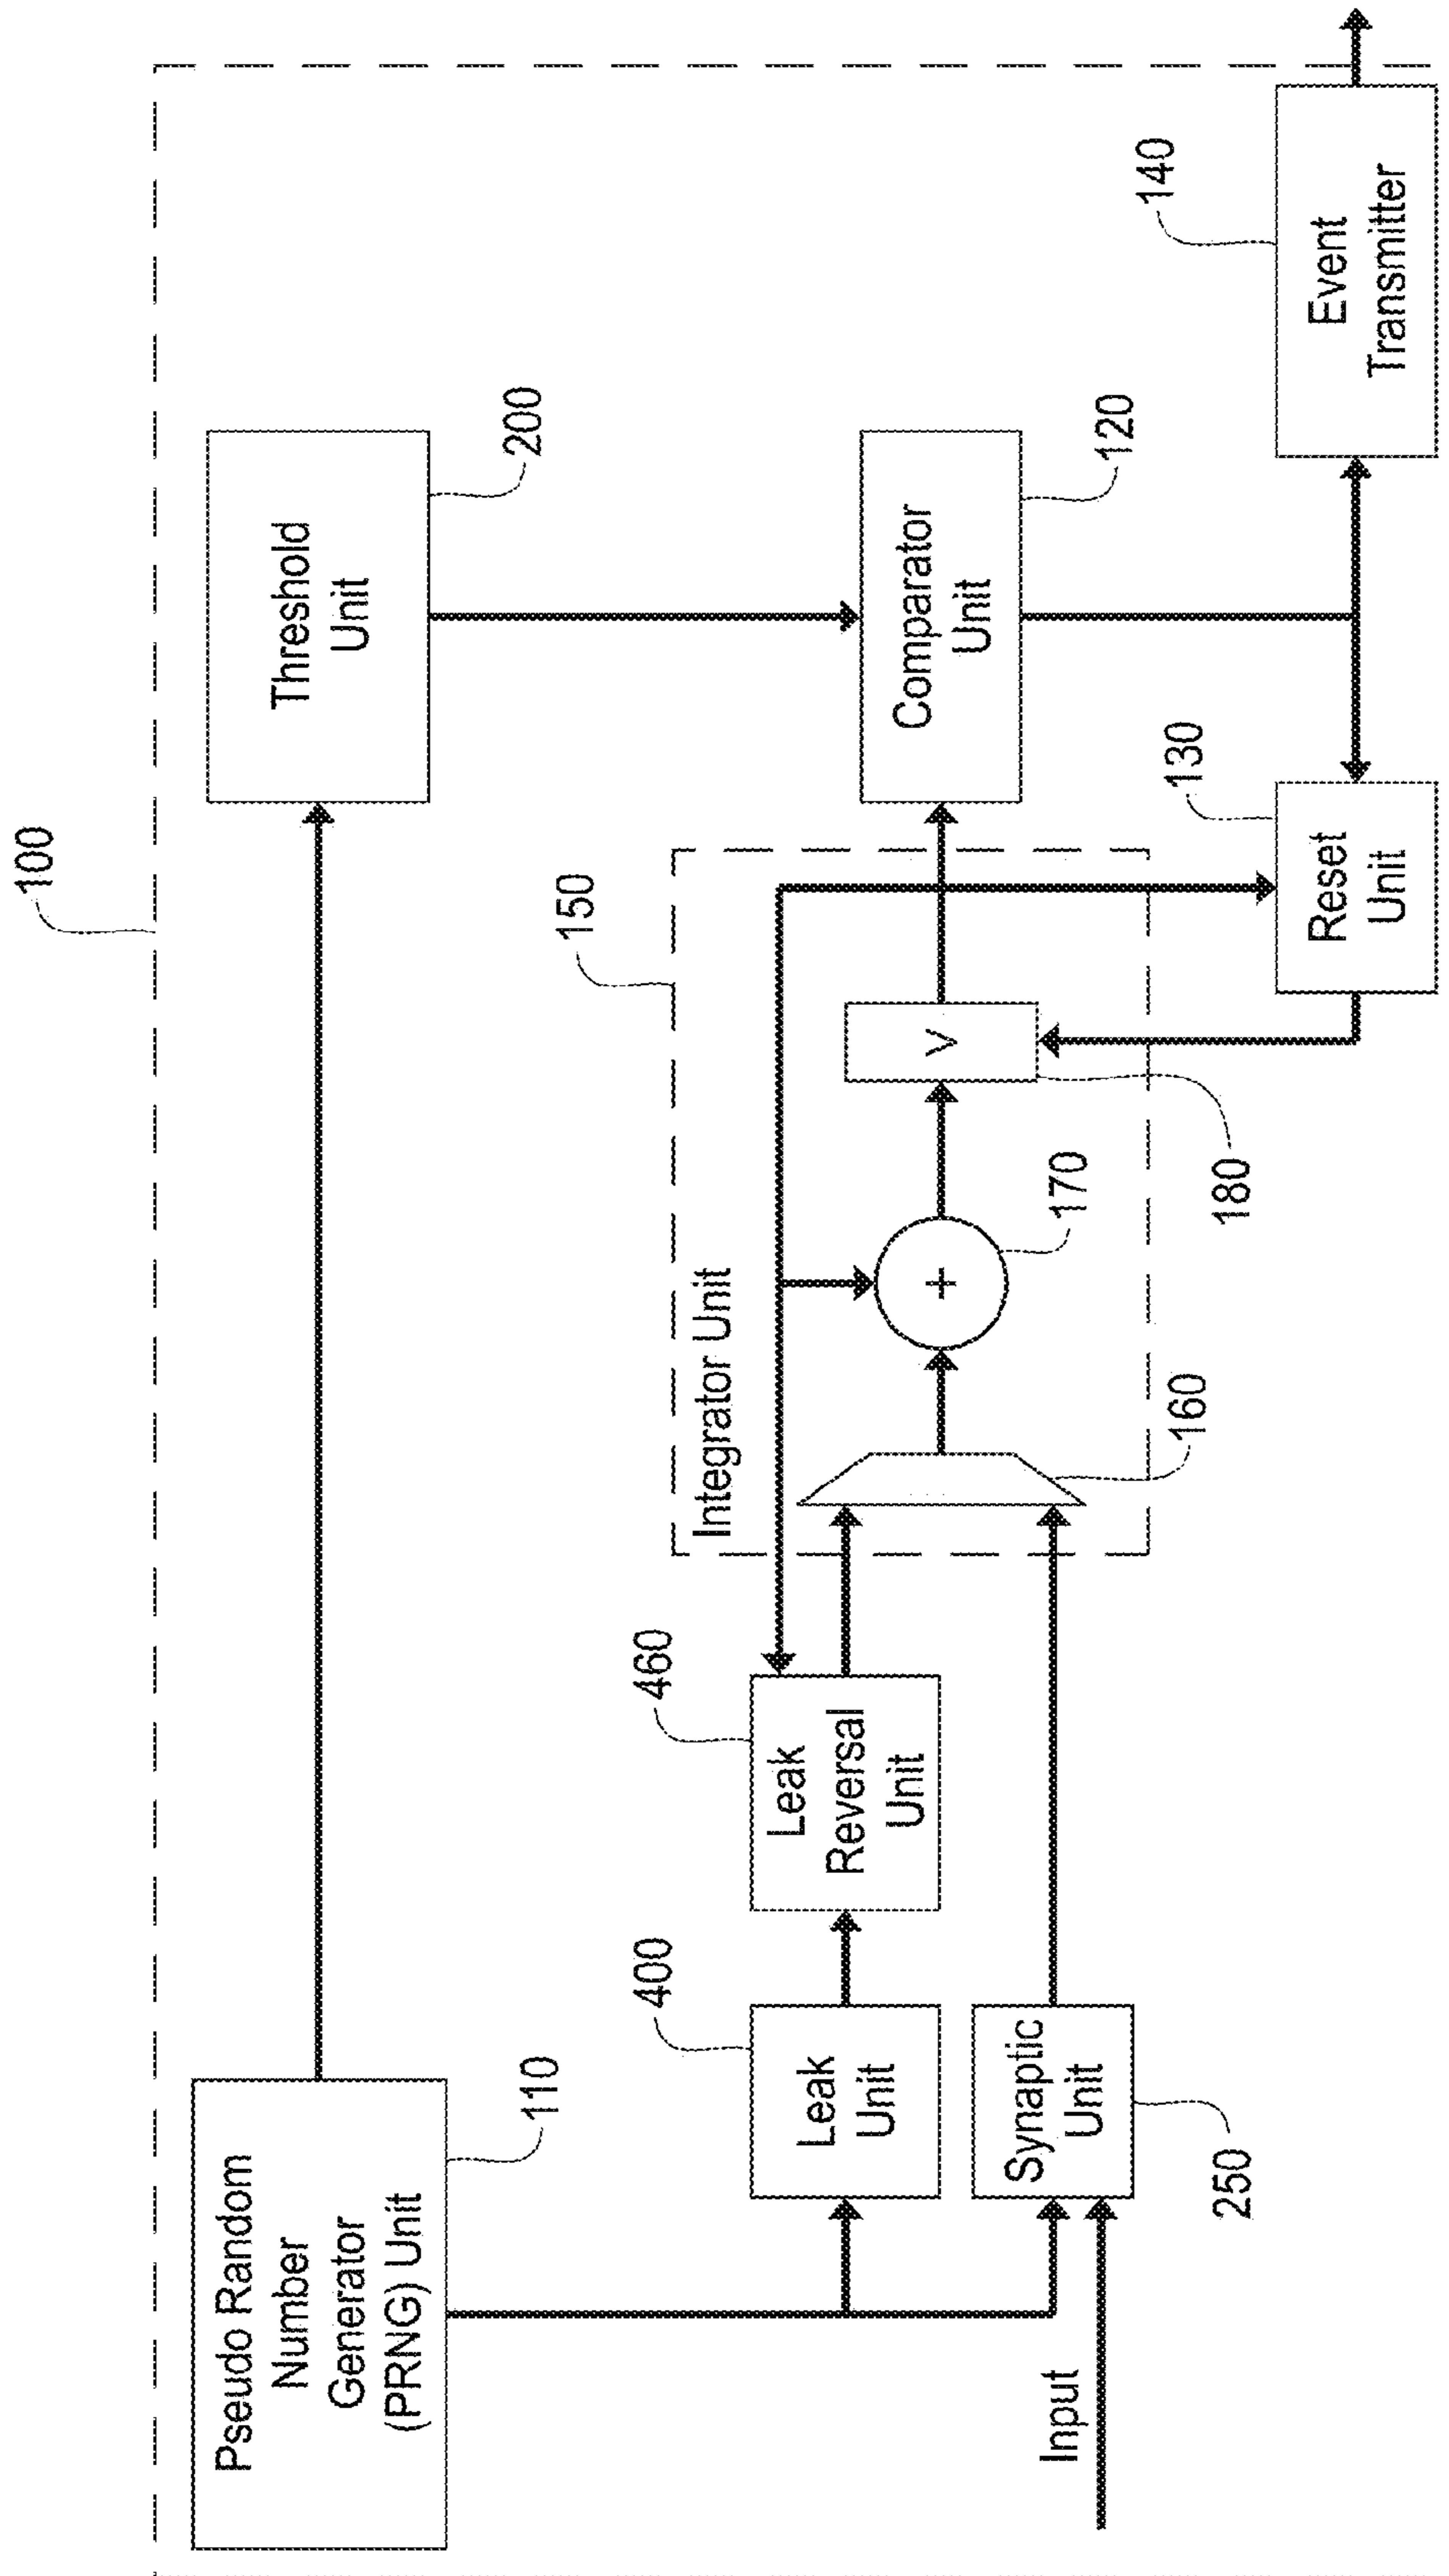 100
Pseudo Random
Number
Generator
(PRNG) Unit
110
Threshold
Unit
200
150
Integrator Unit
400
Leak
Unit
460
Leak
Reversal
Unit
+
170
V
180
160
Comparator
Unit
120
Synaptic
Unit
250
Input
130
Reset
Unit
140
Event
Transmitter